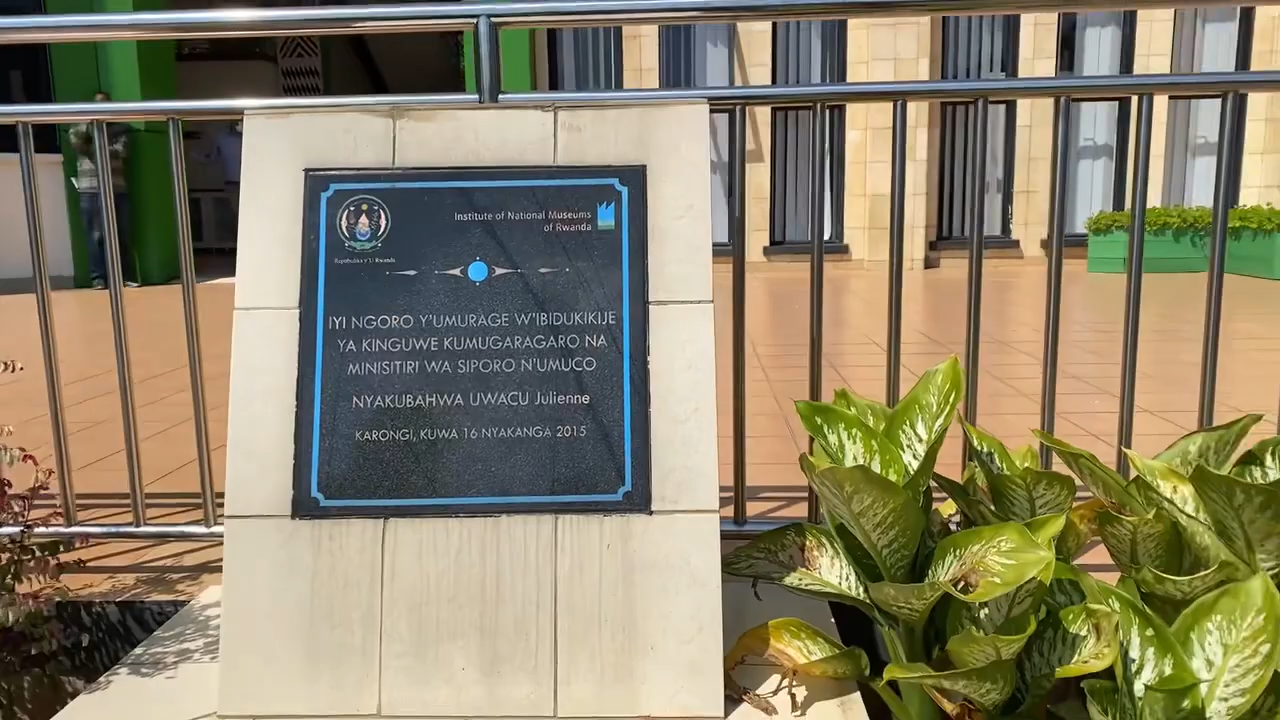 Institute of National Museums
of Rwanda
Republika y'U Rwanda
IYI NGORO Y'UMURAGE W'IBIDUKIKIJE
YA KINGUWE KUMUGARAGARO NA
MINISITIRI WA SIPORO N'UMUCO
NYAKUBAHWA UWACU Julienne
KARONGI, KUWA 16 NYAKANGA 2015